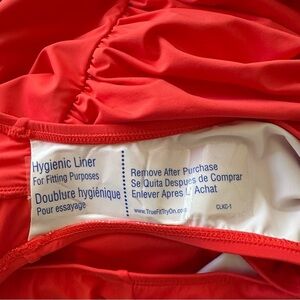 Hygienic Liner
For Fitting Purposes
Doublure hygiénique
Pour essayage
Remove After Purchase
Se Quita Despues de Comprar
Enlever Apres L'Achat
www.TrueFitTryOn.com
CLKG-1